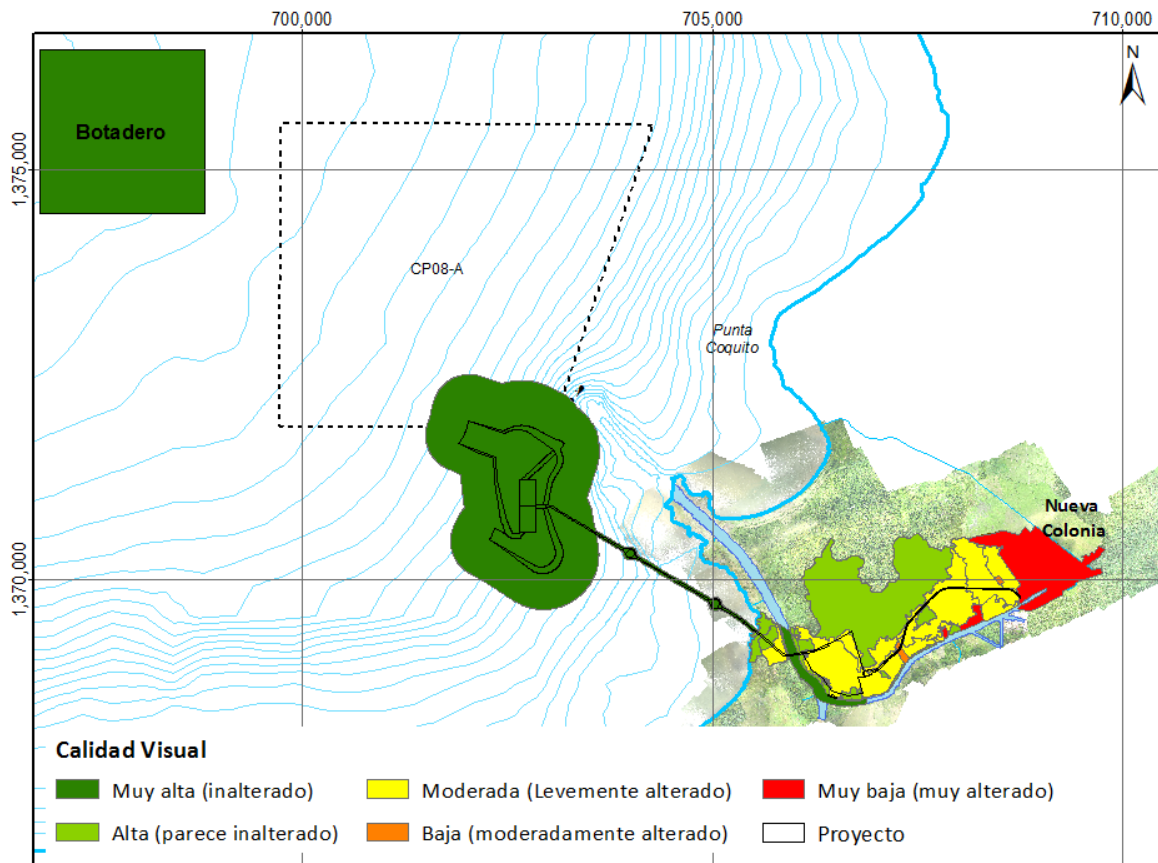 700,000
705,000
710,000
N
Botadero
1,375,000
CP08-A
Punta
Coquito
Nueva
Colonia
1,370,000
Calidad Visual
Muy alta (inalterado)
Moderada (Levemente alterado)
Muy baja (muy alterado)
Alta (parece inalterado)
Baja (moderadamente alterado)
Proyecto